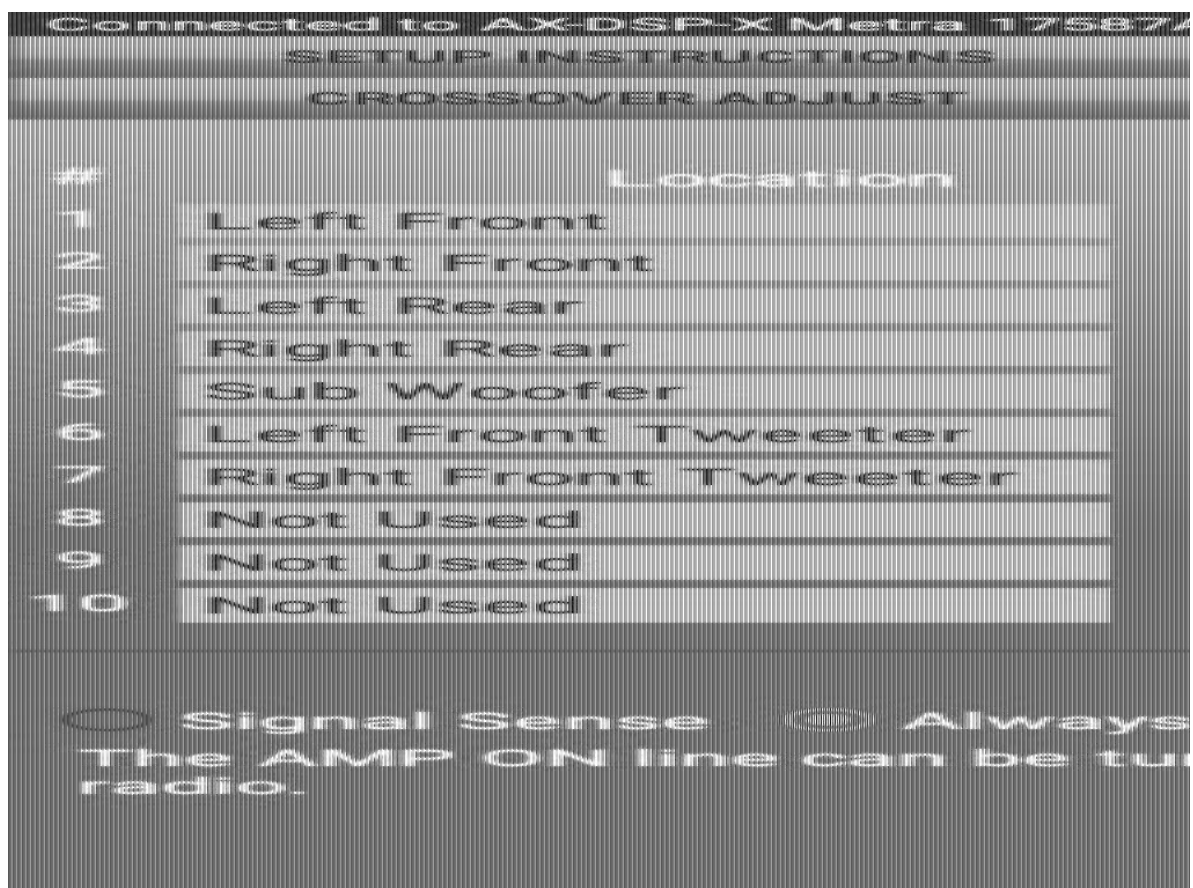 Connected to AX-DSP-X Metra 17587A
SETUP INSTRUCTIONS
CROSSOVER ADJUST
# Location
1 Left Front
2 Right Front
3 Left Rear
4 Right Rear
5 Sub Woofer
6 Left Front Tweeter
7 Right Front Tweeter
8 Not Used
9 Not Used
10 Not Used
Signal Sense Always
The AMP ON line can be tur
radio.